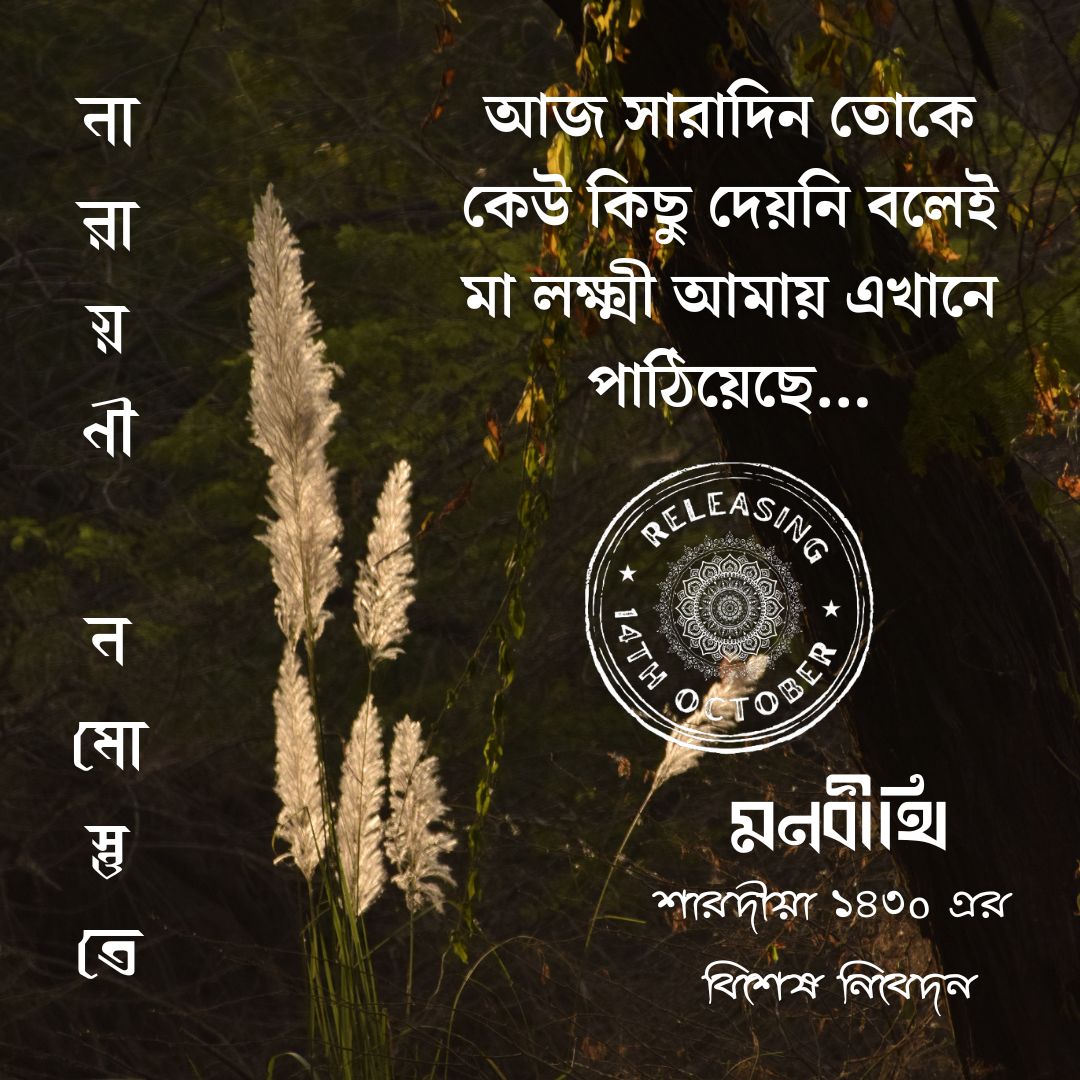 না
রা
য়
নী
ন
মো
স্তু
তে
আজ সারাদিন তোকে
কেউ কিছু দেয়নি বলেই
মা লক্ষ্মী আমায় এখানে
পাঠিয়েছে...
RELEASING
14TH OCTOBER
মনবীথি
শারদীয়া ১৪৩০ এর
বিশেষ নিবেদন